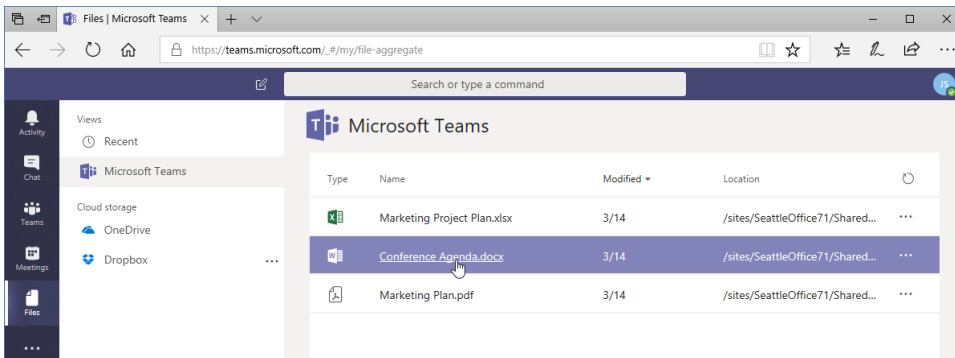 Files | Microsoft Teams
https://teams.microsoft.com/_#/my/file-aggregate
Search or type a command
JS
Activity
Chat
Teams
Meetings
Files
Views
Recent
Microsoft Teams
Cloud storage
OneDrive
Dropbox
Microsoft Teams
Type Name Modified Location
Marketing Project Plan.xlsx 3/14 /sites/SeattleOffice71/Shared...
Conference Agenda.docx 3/14 /sites/SeattleOffice71/Shared...
Marketing Plan.pdf 3/14 /sites/SeattleOffice71/Shared...